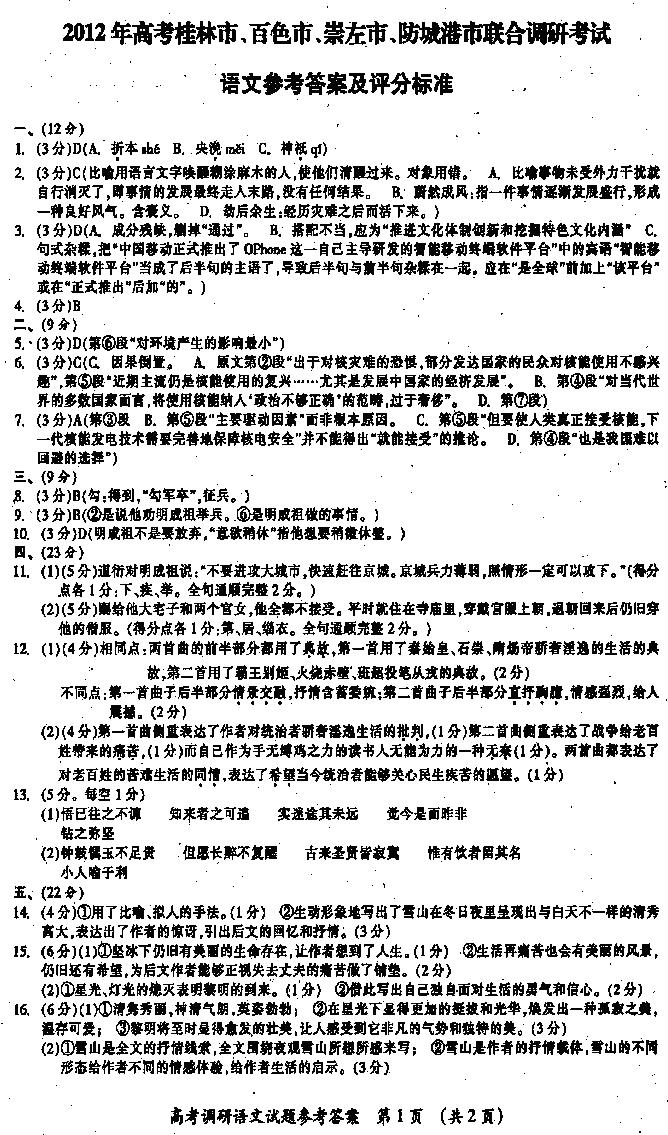 2012年高考桂林市、百色市、崇左市、防城港市联合调研考试
语文参考答案及评分标准
一、(12分)
1. (3分)D(A. 折本shé B. 央浼měi C. 神祇qí)
2. (3分)C(比喻用语言文字唤醒糊涂麻木的人,使他们清醒过来。对象用错。 A. 比喻事物未受外力干扰就
自行消灭了,即事情的发展最终走入末路,没有任何结果。 B. 蔚然成风:指一件事情逐渐发展盛行,形成
一种良好风气。含褒义。 D. 劫后余生:经历灾难之后而活下来。)
3. (3分)D(A. 成分残缺,删掉“通过”。 B. 搭配不当,应为“推进文化体制创新和挖掘特色文化内涵” C.
句式杂糅,把“中国移动正式推出了OPhone这一自己主导研发的智能移动终端软件平台”中的宾语“智能移
动终端软件平台”当成了后半句的主语了,导致后半句与前半句杂糅在一起。应在“是全球”前加上“该平台”
或在“正式推出”后加“的”。)
4. (3分)B
二、(9分)
5. (3分)D(第⑥段“对环境产生的影响最小”)
6. (3分)C(C. 因果倒置。 A. 原文第②段“出于对核灾难的恐惧,部分发达国家的民众对核能使用不感兴
趣”,第⑤段“近期主流仍是核能使用的复兴……尤其是发展中国家的经济发展”。 B. 第④段“对当代世
界的多数国家而言,将使用核能纳入‘政治不够正确’的范畴,过于奢侈”。 D. 第⑦段)
7. (3分)A(第③段 B. 第⑤段“主要驱动因素”而非根本原因。 C. 第⑤段“但要使人类真正接受核能,下
一代核能发电技术需要完善地保障核电安全”并不能得出“就能接受”的推论。 D. 第④段“也是我国难以
回避的选择”)
三、(9分)
8. (3分)B(勾:得到,“勾军卒”,征兵。)
9. (3分)B(②是说他劝明成祖举兵。⑥是明成祖做的事情。)
10. (3分)D(明成祖不是要放弃,“意欲稍休”指他想要稍微休整。)
四、(23分)
11. (1)(5分)道衍对明成祖说:“不要进攻大城市,快速赶往京城。京城兵力薄弱,照情形一定可以攻下。”(得分
点各1分:下、疾、举。全句通顺完整2分。)
(2)(5分)赐给他大宅子和两个宫女,他全都不接受。平时就住在寺庙里,穿戴官服上朝,退朝回来后仍旧穿
他的僧服。(得分点各1分:第、居、缁衣。全句通顺完整2分。)
12. (1)(4分)相同点:两首曲的前半部分都用了典故,第一首用了秦始皇、石崇、隋炀帝骄奢淫逸的生活的典
故,第二首用了霸王别姬、火烧赤壁、班超投笔从戎的典故。(2分)
不同点:第一首曲子后半部分情景交融,抒情含蓄委婉;第二首曲子后半部分直抒胸臆,情感强烈,给人
震撼。(2分)
(2)(4分)第一首曲侧重表达了作者对统治者骄奢淫逸生活的批判,(1分)第二首曲侧重表达了战争给老百
姓带来的痛苦,(1分)而自己作为手无缚鸡之力的读书人无能为力的一种无奈(1分)。两首曲都表达了
对老百姓的苦难生活的同情,表达了希望当今统治者能够关心民生疾苦的愿望。(1分)
13. (5分。每空1分)
(1)悟已往之不谏 知来者之可追 实迷途其未远 觉今是而昨非
钻之弥坚
(2)钟鼓馔玉不足贵 但愿长醉不复醒 古来圣贤皆寂寞 惟有饮者留其名
小人喻于利
五、(22分)
14. (4分)①用了比喻、拟人的手法。(1分) ②生动形象地写出了雪山在冬日夜里呈现出与白天不一样的清秀
高大,表达出了作者的惊讶,引出后文的回忆和抒情。(3分)
15. (6分)(1)①坚冰下仍旧有美丽的生命存在,让作者想到了人生。(1分) ②生活再痛苦也会有美丽的风景,
仍旧还有希望,为后文作者能够正视失去丈夫的痛苦做了铺垫。(2分)
(2)①星光、灯光的熄灭表明黎明的到来。(1分) ②借此写出自己独自面对生活的勇气和信心。(2分)
16. (6分)(1)①清隽秀丽,神清气朗,英姿勃勃; ②在星光下显得更加的挺拔和光华,焕发出一种孤寂之美,
温存可爱; ③黎明将至时显得愈发的壮美,让人感受到它非凡的气势和独特的美。(3分)
(2)①雪山是全文的抒情线索,全文围绕夜观雪山所想所感来写; ②雪山是作者的抒情载体,雪山的不同
形态给作者不同的情感体验,给作者生活的启示。(3分)
高考调研语文试题参考答案 第1页 (共2页)